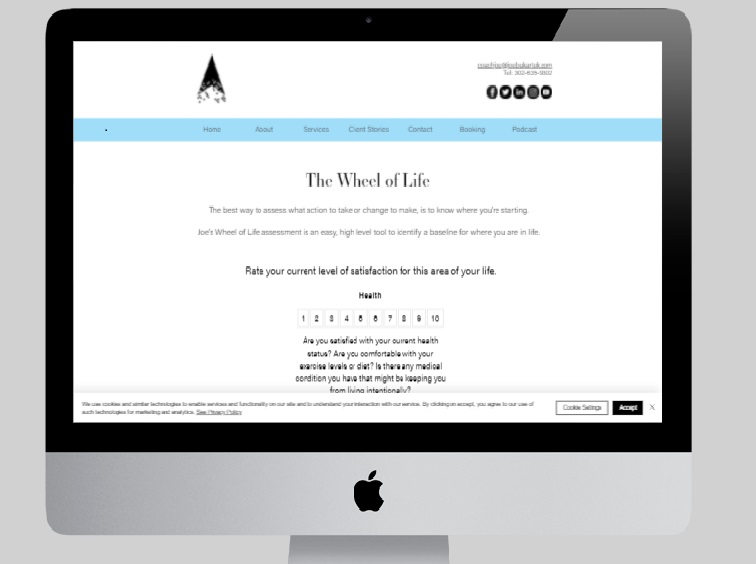 Tel: 302-635-1002
Home About Services Client Stories Contact Booking Podcast
The Wheel of Life
The best way to assess what action to take or change to make, is to know where you're starting.
Joe's Wheel of Life assessment is an easy, high level tool to identify a baseline for where you are in life.
Rate your current level of satisfaction for this area of your life.
Health
1 2 3 4 5 6 7 8 9 10
Are you satisfied with your current health
status? Are you comfortable with your
exercise levels or diet? Is there any medical
condition you have that might be keeping you
from living intentionally?
We use cookies and similar technologies to enable services and functionality on our site and to understand your interaction with our service. By clicking on accept, you agree to our use of
such technologies for marketing and analytics. See Privacy Policy
Cookie Settings Accept X